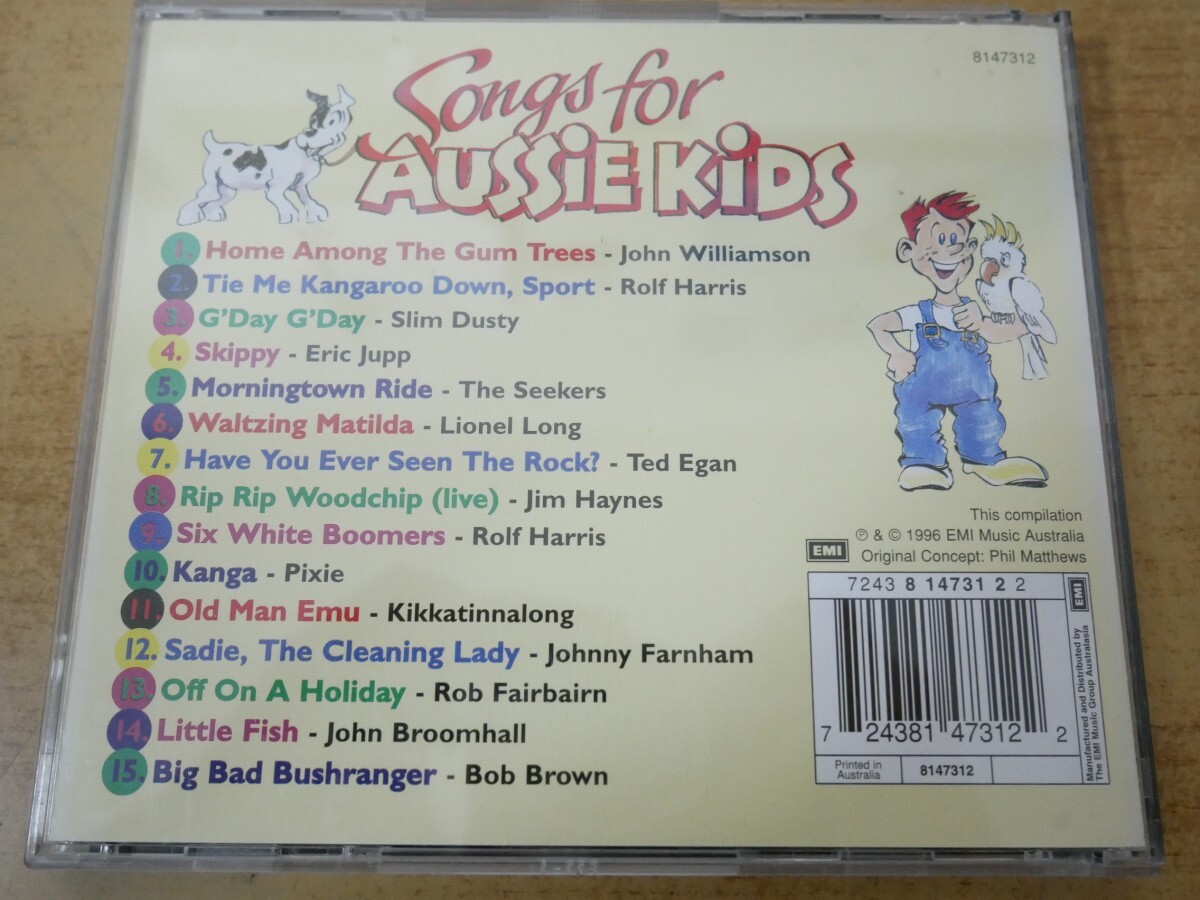 8147312
Songs for
AUSSiE KiDS
1. Home Among The Gum Trees - John Williamson
2. Tie Me Kangaroo Down, Sport - Rolf Harris
3. G'Day G'Day - Slim Dusty
4. Skippy - Eric Jupp
5. Morningtown Ride - The Seekers
6. Waltzing Matilda - Lionel Long
7. Have You Ever Seen The Rock? - Ted Egan
8. Rip Rip Woodchip (live) - Jim Haynes
9. Six White Boomers - Rolf Harris
10. Kanga - Pixie
11. Old Man Emu - Kikkatinnalong
12. Sadie, The Cleaning Lady - Johnny Farnham
13. Off On A Holiday - Rob Fairbairn
14. Little Fish - John Broomhall
15. Big Bad Bushranger - Bob Brown
This compilation
℗ & © 1996 EMI Music Australia
EMI Original Concept: Phil Matthews
7243 8 14731 2 2
7 24381 47312 2
Printed in
Australia
8147312
EMI
Manufactured and Distributed by
The EMI Music Group Australasia